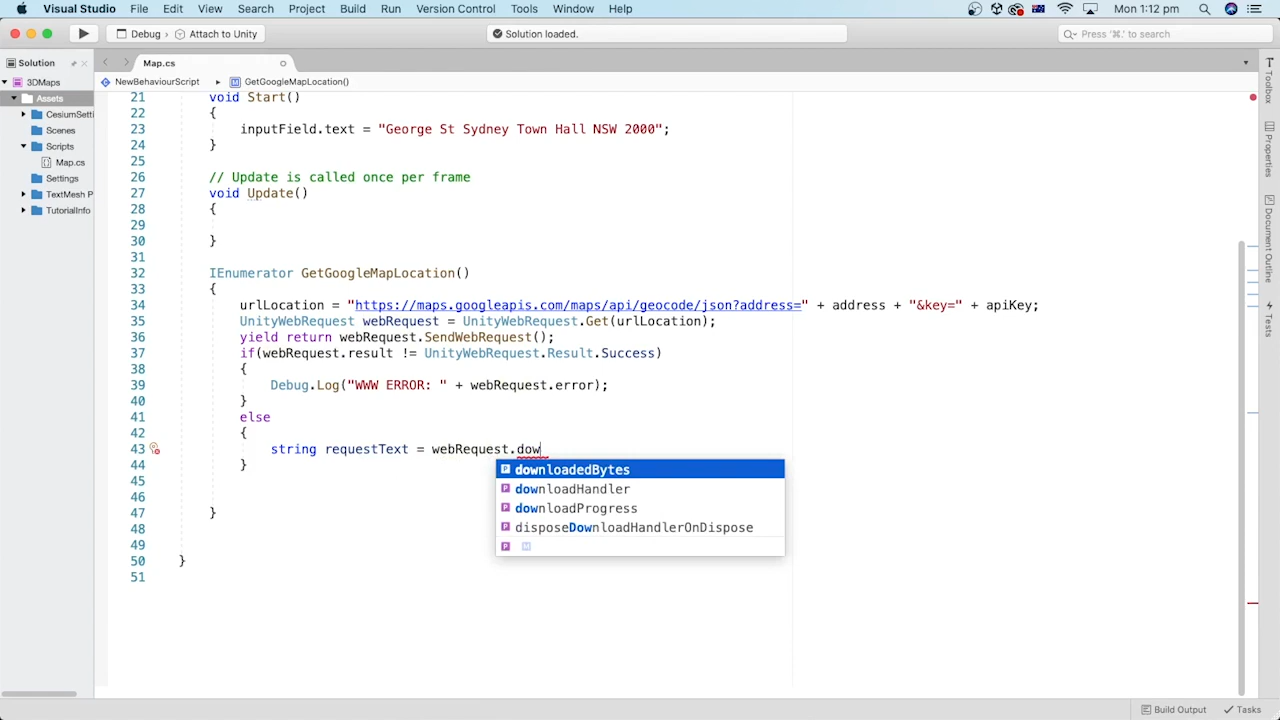 Visual Studio File Edit View Search Project Build Run Version Control Tools Window Help Mon 1:12 pm
Debug › Attach to Unity Solution loaded. Press '⌘.' to search
Solution
Map.cs
3DMaps
NewBehaviourScript ▸ GetGoogleMapLocation()
Assets
CesiumSetti
Scenes
Scripts
Map.cs
Settings
TextMesh P
TutorialInfo
21 void Start()
22 {
23 inputField.text = "George St Sydney Town Hall NSW 2000";
24 }
25
26 // Update is called once per frame
27 void Update()
28 {
29
30 }
31
32 IEnumerator GetGoogleMapLocation()
33 {
34 urlLocation = "https://maps.googleapis.com/maps/api/geocode/json?address=" + address + "&key=" + apiKey;
35 UnityWebRequest webRequest = UnityWebRequest.Get(urlLocation);
36 yield return webRequest.SendWebRequest();
37 if(webRequest.result != UnityWebRequest.Result.Success)
38 {
39 Debug.Log("WWW ERROR: " + webRequest.error);
40 }
41 else
42 {
43 string requestText = webRequest.dow
44 }
45
46
47 }
48
49
50 }
51
downloadedBytes
downloadHandler
downloadProgress
disposeDownloadHandlerOnDispose
P M
Toolbox
Properties
Document Outline
Tests
Build Output Tasks